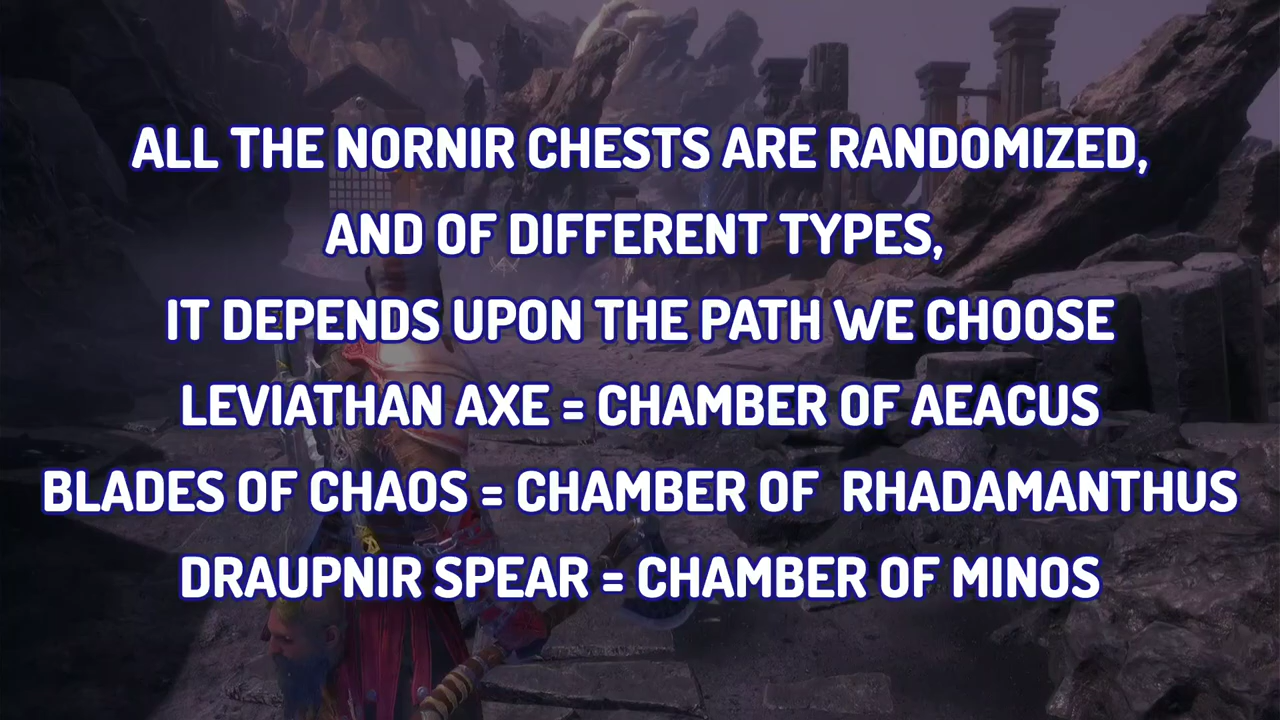 ALL THE NORNIR CHESTS ARE RANDOMIZED,
AND OF DIFFERENT TYPES,
IT DEPENDS UPON THE PATH WE CHOOSE
LEVIATHAN AXE = CHAMBER OF AEACUS
BLADES OF CHAOS = CHAMBER OF  RHADAMANTHUS
DRAUPNIR SPEAR = CHAMBER OF MINOS